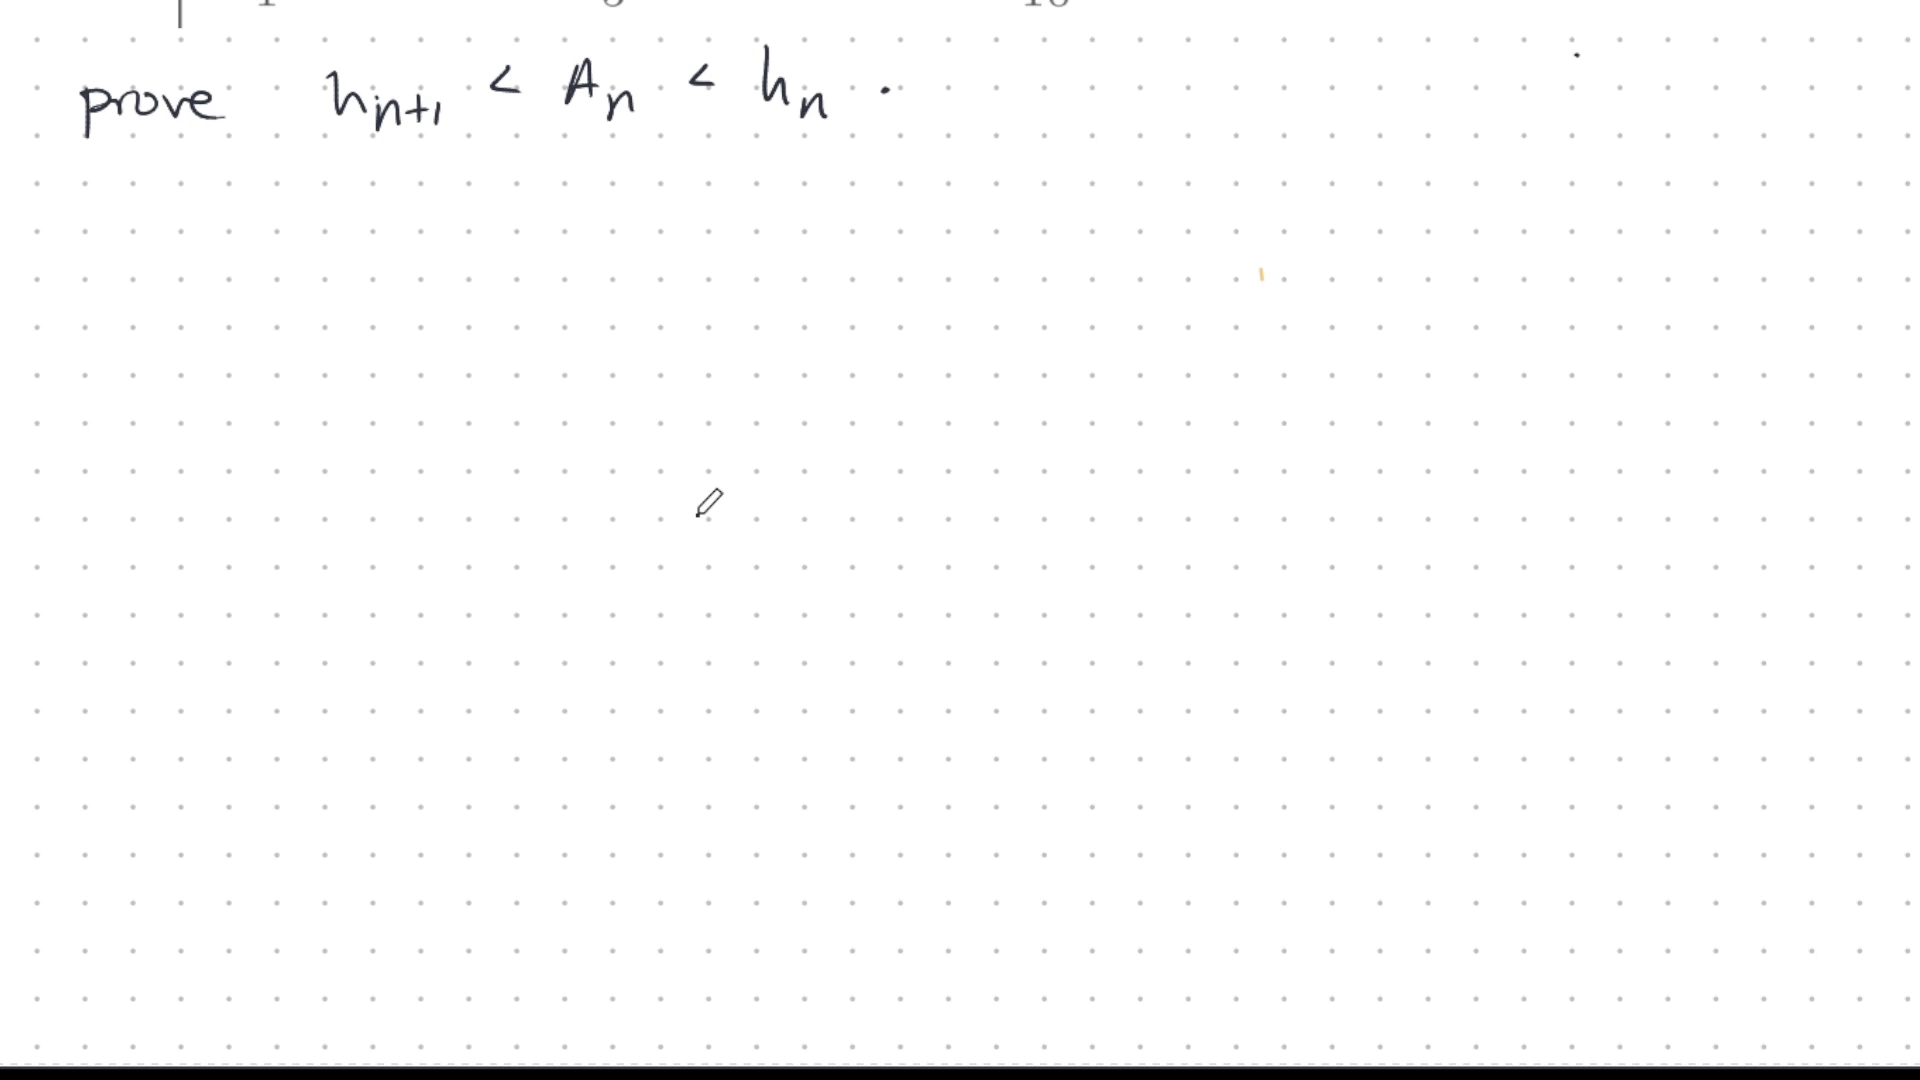 prove h_{n+1} < A_n < h_n .